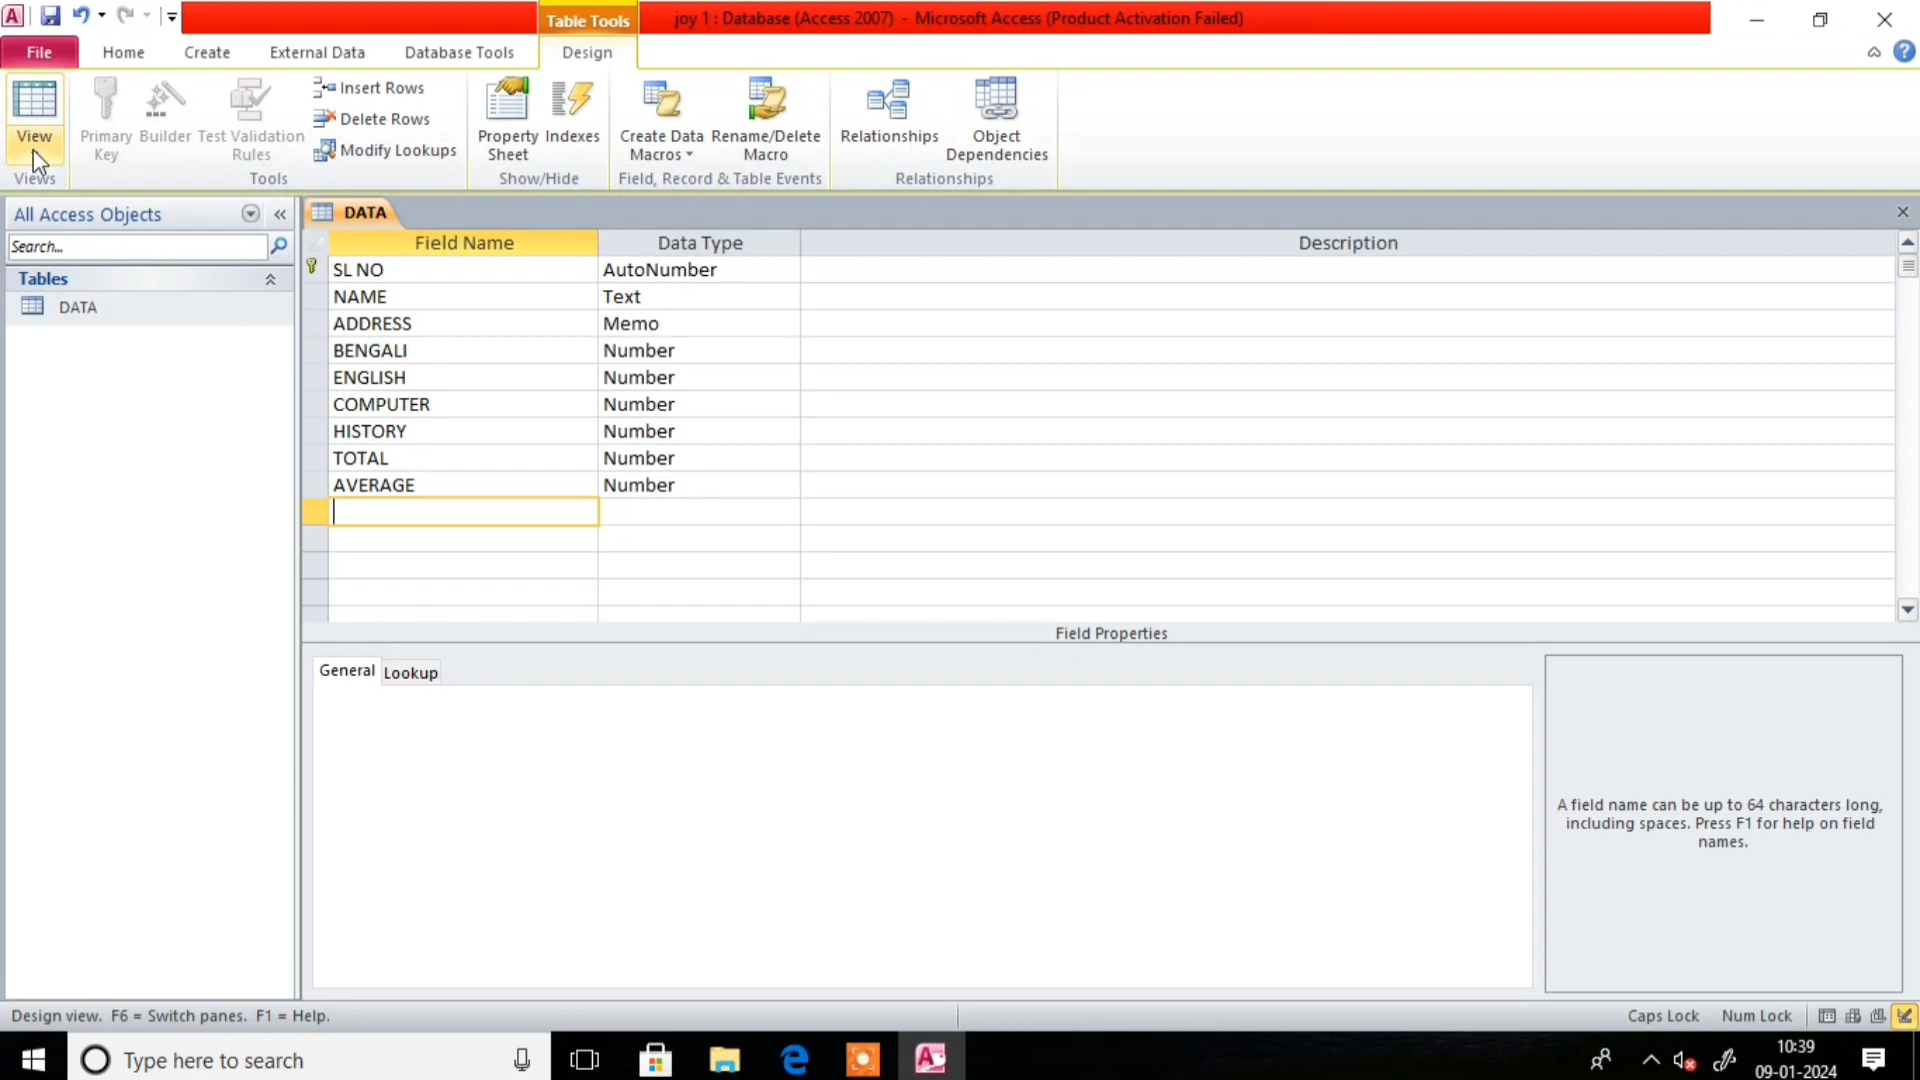 Table Tools
joy 1 : Database (Access 2007) - Microsoft Access (Product Activation Failed)
File Home Create External Data Database Tools Design
View
Primary Key
Builder
Test Validation Rules
Insert Rows
Delete Rows
Modify Lookups
Property Sheet
Indexes
Create Data Macros
Rename/Delete Macro
Relationships
Object Dependencies
Views Tools Show/Hide Field, Record & Table Events Relationships
All Access Objects
Search...
Tables
DATA
DATA
Field Name Data Type Description
SL NO AutoNumber
NAME Text
ADDRESS Memo
BENGALI Number
ENGLISH Number
COMPUTER Number
HISTORY Number
TOTAL Number
AVERAGE Number
Field Properties
General Lookup
A field name can be up to 64 characters long,
including spaces. Press F1 for help on field
names.
Design view. F6 = Switch panes. F1 = Help.
Caps Lock Num Lock
Type here to search
10:39
09-01-2024